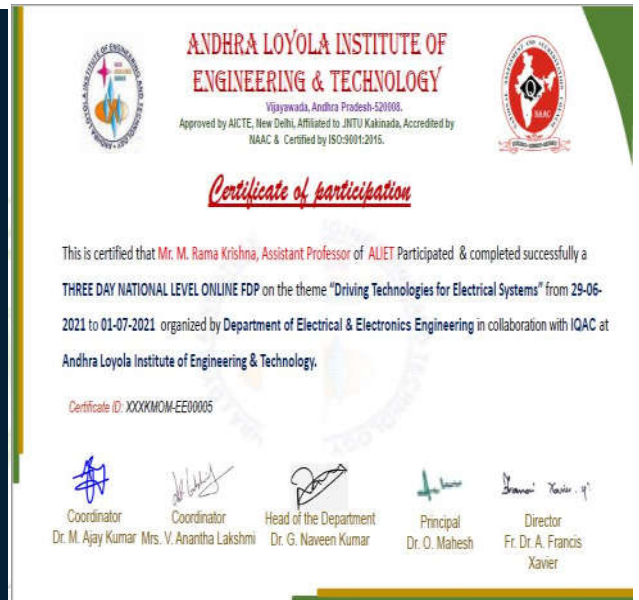 ANDHRA LOYOLA INSTITUTE OF
ENGINEERING & TECHNOLOGY
Vijayawada, Andhra Pradesh-520008.
Approved by AICTE, New Delhi, Affiliated to JNTU Kakinada, Accredited by
NAAC & Certified by ISO:9001:2015.
NAAC
Certificate of participation
This is certified that Mr. M. Rama Krishna, Assistant Professor of ALIET Participated & completed successfully a
THREE DAY NATIONAL LEVEL ONLINE FDP on the theme "Driving Technologies for Electrical Systems" from 29-06-
2021 to 01-07-2021 organized by Department of Electrical & Electronics Engineering in collaboration with IQAC at
Andhra Loyola Institute of Engineering & Technology.
Certificate ID: XXXKMOM-EE00005
Coordinator
Dr. M. Ajay Kumar
Coordinator
Mrs. V. Anantha Lakshmi
Head of the Department
Dr. G. Naveen Kumar
Principal
Dr. O. Mahesh
Director
Fr. Dr. A. Francis
Xavier